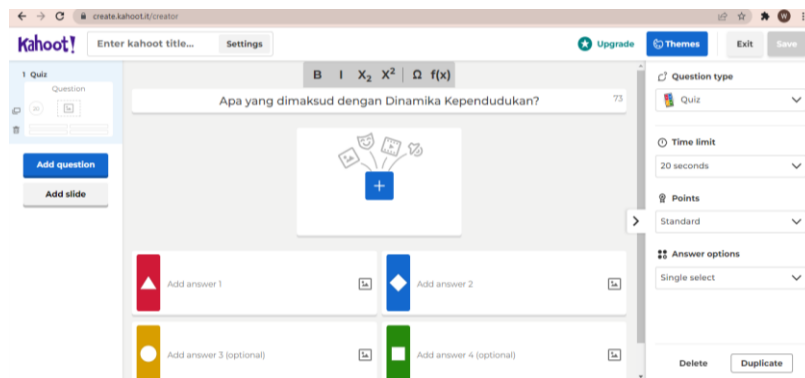 create.kahoot.it/creator
Kahoot!
Enter kahoot title...
Settings
Upgrade
Themes
Exit
Save
1 Quiz
Question
Add question
Add slide
B I X₂ X² Ω f(x)
Apa yang dimaksud dengan Dinamika Kependudukan?
73
Add answer 1
Add answer 2
Add answer 3 (optional)
Add answer 4 (optional)
Question type
Quiz
Time limit
20 seconds
Points
Standard
Answer options
Single select
Delete
Duplicate
W